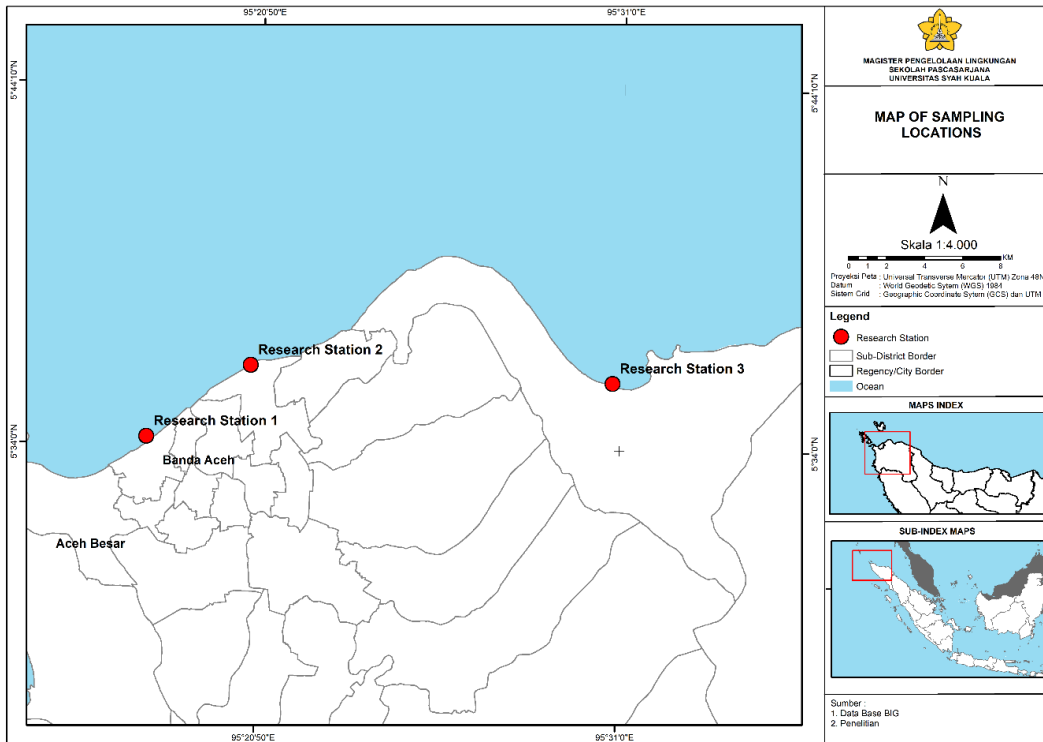 95°20'50"E
95°31'0"E
5°44'10"N
5°44'10"N
Research Station 2
Research Station 3
Research Station 1
Banda Aceh
5°34'0"N
5°34'0"N
Aceh Besar
95°20'50"E
95°31'0"E
MAGISTER PENGELOLAAN LINGKUNGAN
SEKOLAH PASCASARJANA
UNIVERSITAS SYAH KUALA
MAP OF SAMPLING
LOCATIONS
N
Skala 1:4.000
0 1 2 4 6 8 KM
Proyeksi Peta : Universal Transverse Mercator (UTM) Zona 48N
Datum : World Geodetic Sytem (WGS) 1984
Sistem Grid : Geographic Coordinate Sytem (GCS) dan UTM
Legend
Research Station
Sub-District Border
Regency/City Border
Ocean
MAPS INDEX
SUB-INDEX MAPS
Sumber :
1. Data Base BIG
2. Penelitian